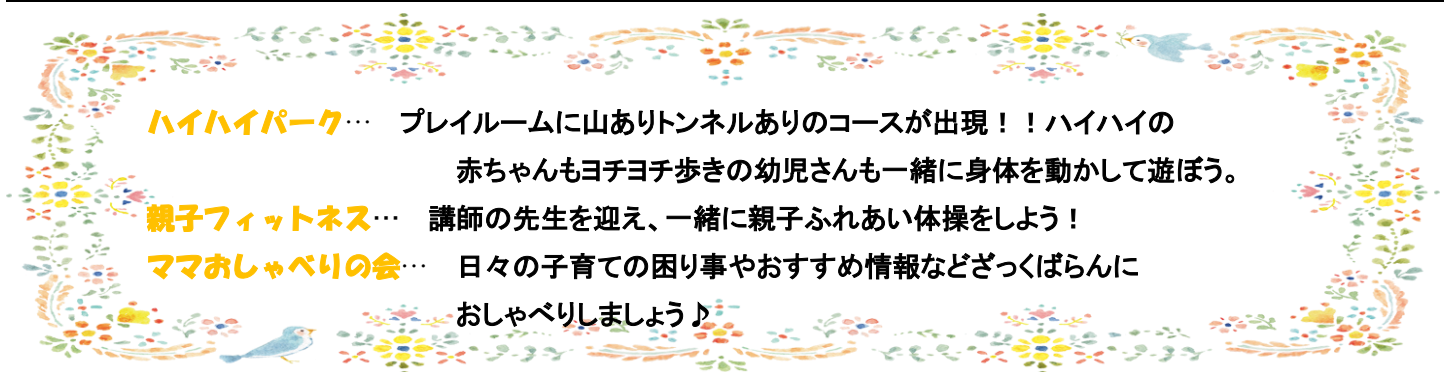 ハイハイパーク…　プレイルームに山ありトンネルありのコースが出現！！ハイハイの
赤ちゃんもヨチヨチ歩きの幼児さんも一緒に身体を動かして遊ぼう。
親子フィットネス…　講師の先生を迎え、一緒に親子ふれあい体操をしよう！
ママおしゃべりの会…　日々の子育ての困り事やおすすめ情報などざっくばらんに
おしゃべりしましょう♪